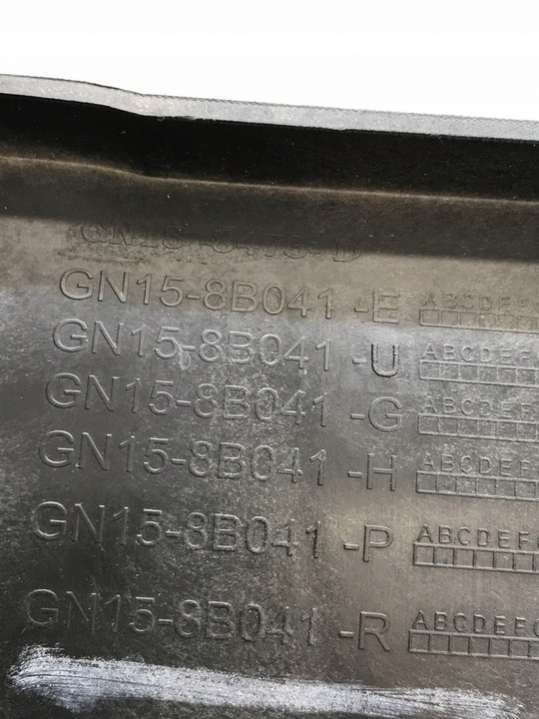 GN15-8B041 -E ABCDEF
GN15-8B041 -U ABCDEF
GN15-8B041 -G ABCDEF
GN15-8B041 -H ABCDEF
GN15-8B041 -P ABCDEF
GN15-8B041 -R ABCDEF